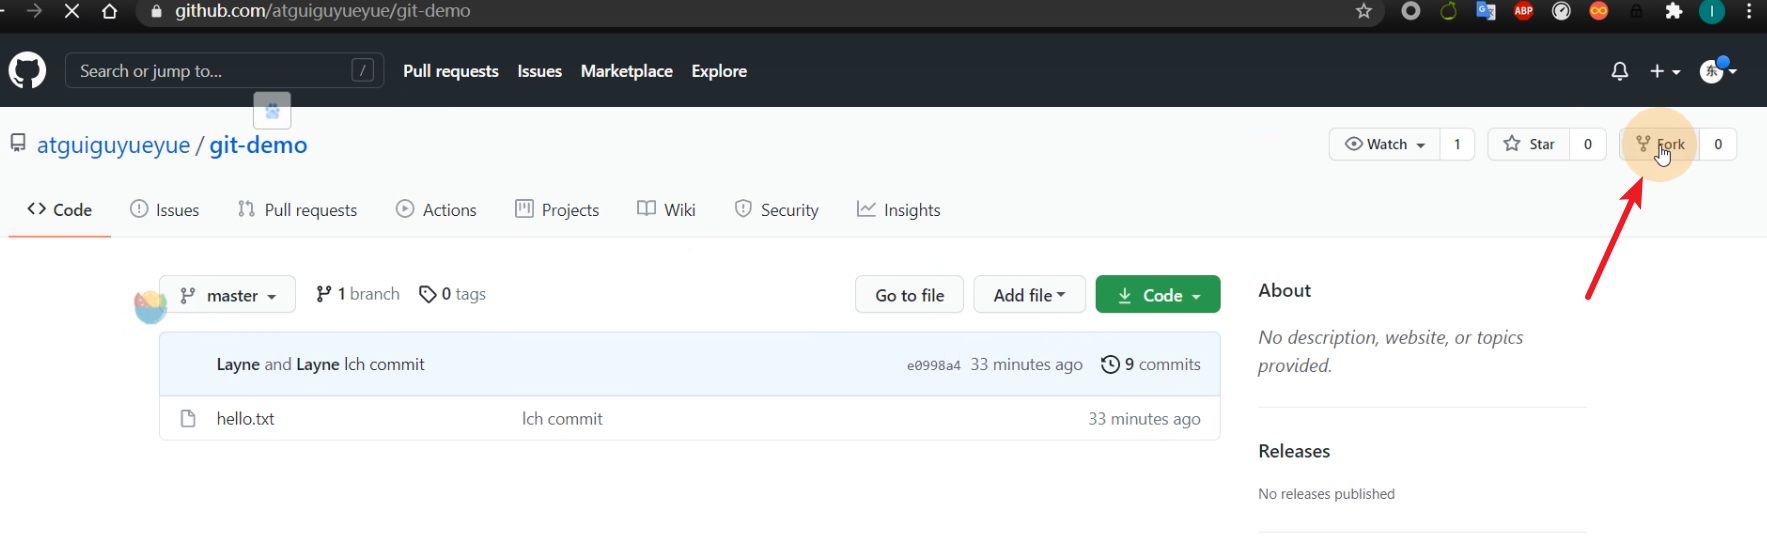 github.com/atguiguyueyue/git-demo
ABP
I
Search or jump to... /
Pull requests Issues Marketplace Explore
东
atguiguyueyue / git-demo
Watch 1 Star 0 Fork 0
Code Issues Pull requests Actions Projects Wiki Security Insights
master 1 branch 0 tags Go to file Add file Code
Layne and Layne lch commit e0998a4 33 minutes ago 9 commits
hello.txt lch commit 33 minutes ago
About
No description, website, or topics
provided.
Releases
No releases published